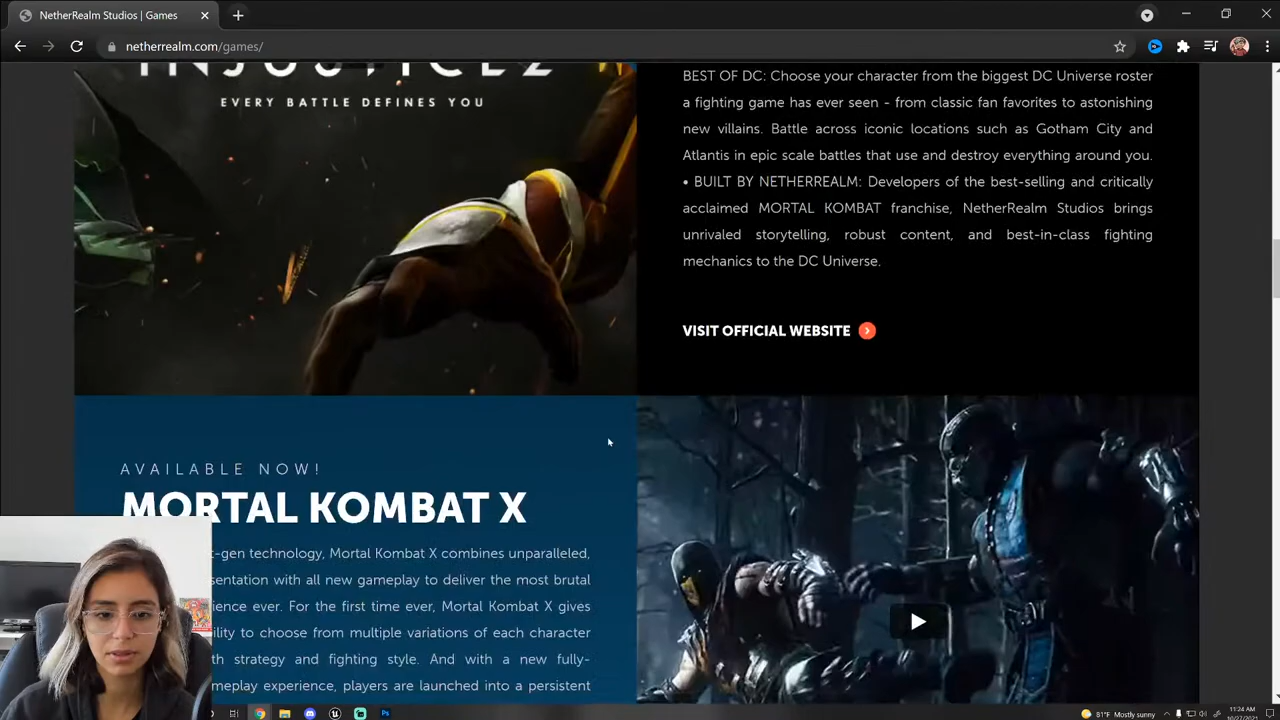 NetherRealm Studios | Games
netherrealm.com/games/
INJUSTICE 2
EVERY BATTLE DEFINES YOU
BEST OF DC: Choose your character from the biggest DC Universe roster
a fighting game has ever seen - from classic fan favorites to astonishing
new villains. Battle across iconic locations such as Gotham City and
Atlantis in epic scale battles that use and destroy everything around you.
• BUILT BY NETHERREALM: Developers of the best-selling and critically
acclaimed MORTAL KOMBAT franchise, NetherRealm Studios brings
unrivaled storytelling, robust content, and best-in-class fighting
mechanics to the DC Universe.
VISIT OFFICIAL WEBSITE
AVAILABLE NOW!
MORTAL KOMBAT X
t-gen technology, Mortal Kombat X combines unparalleled,
sentation with all new gameplay to deliver the most brutal
ience ever. For the first time ever, Mortal Kombat X gives
ility to choose from multiple variations of each character
th strategy and fighting style. And with a new fully-
meplay experience, players are launched into a persistent
81°F Mostly sunny
11:24 AM
10/27/2021